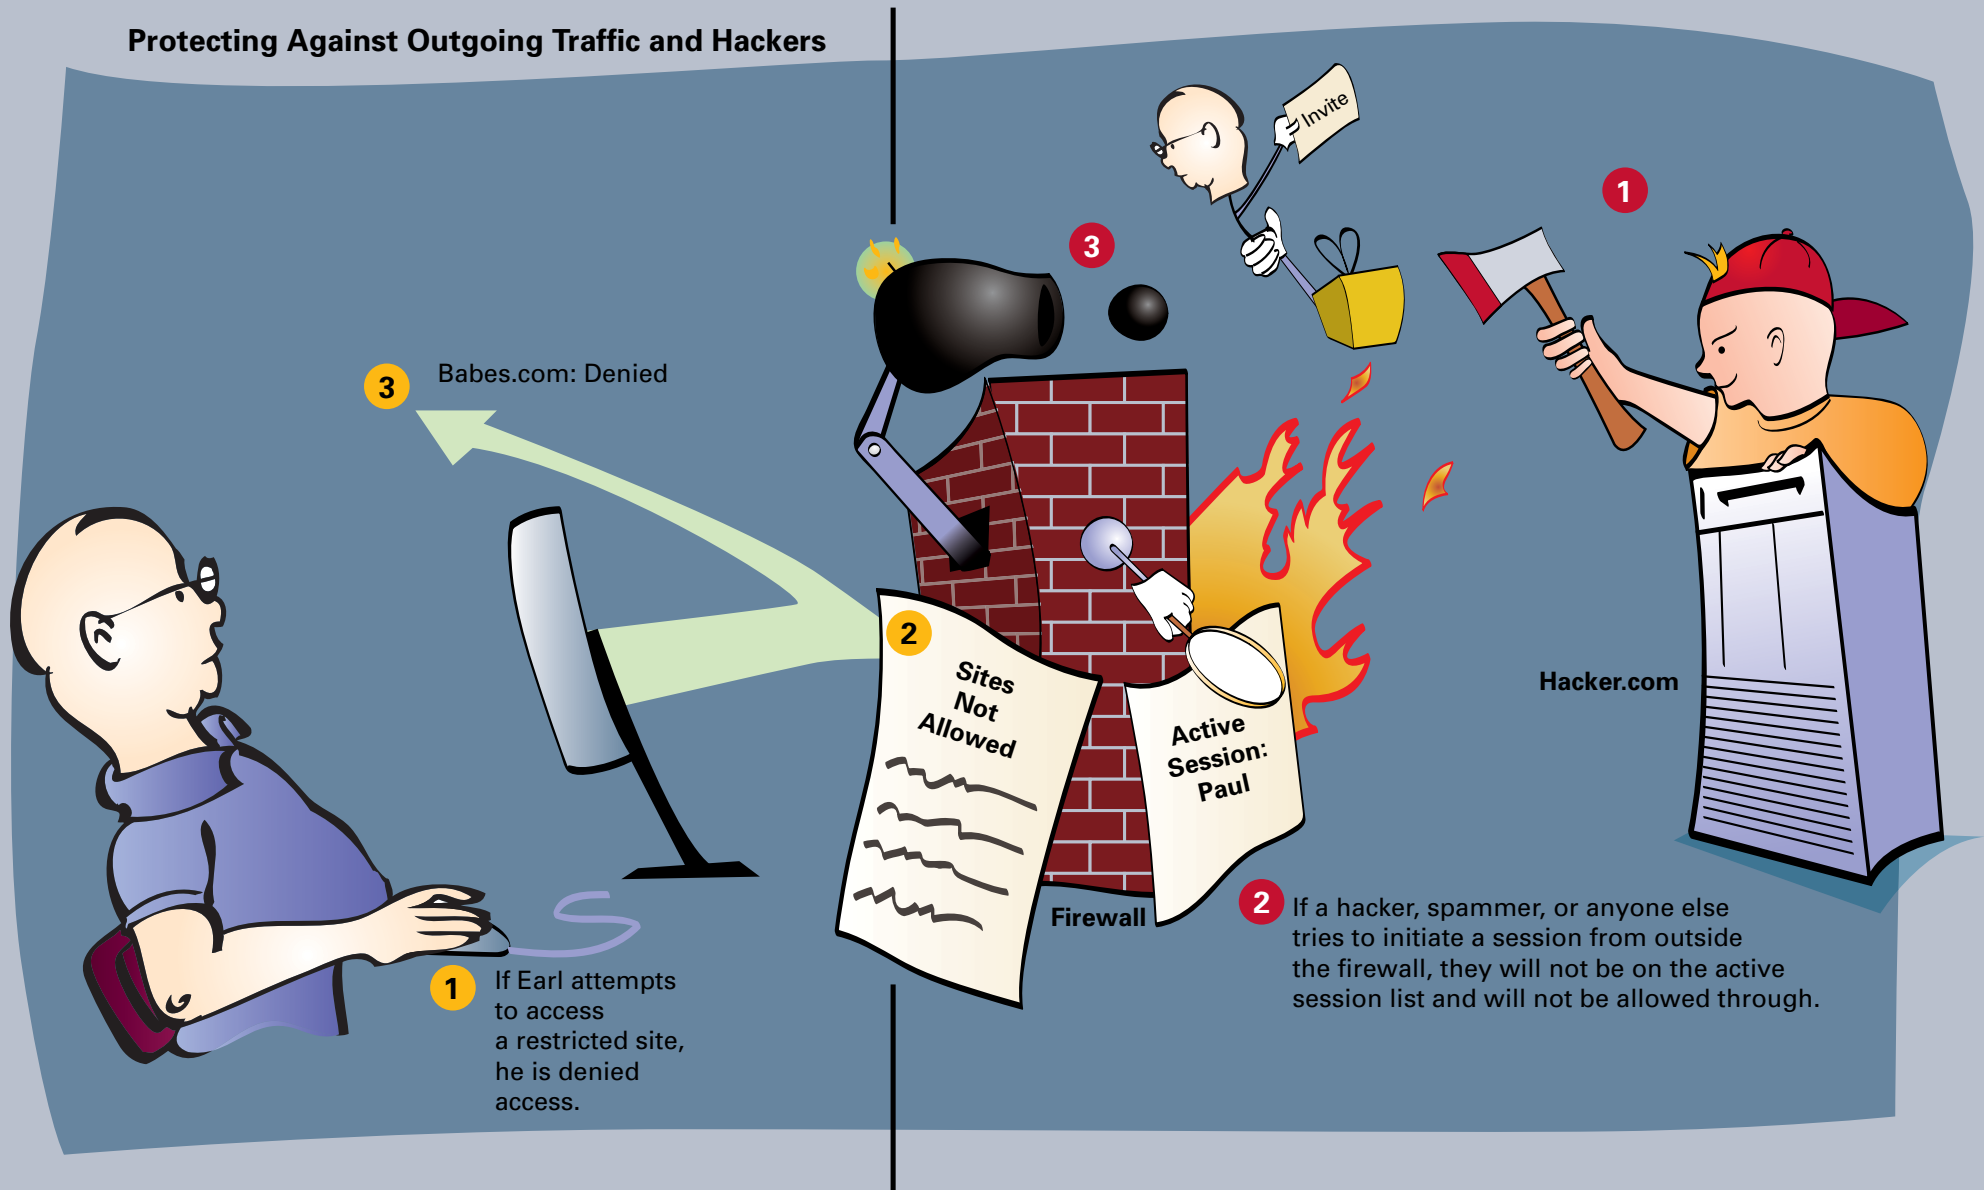 Protecting Against Outgoing Traffic and Hackers
Invite
1
3
3
Babes.com: Denied
2
Sites
Not
Allowed
Active
Session:
Paul
Hacker.com
Firewall
2
If a hacker, spammer, or anyone else
tries to initiate a session from outside
the firewall, they will not be on the active
session list and will not be allowed through.
1
If Earl attempts
to access
a restricted site,
he is denied
access.